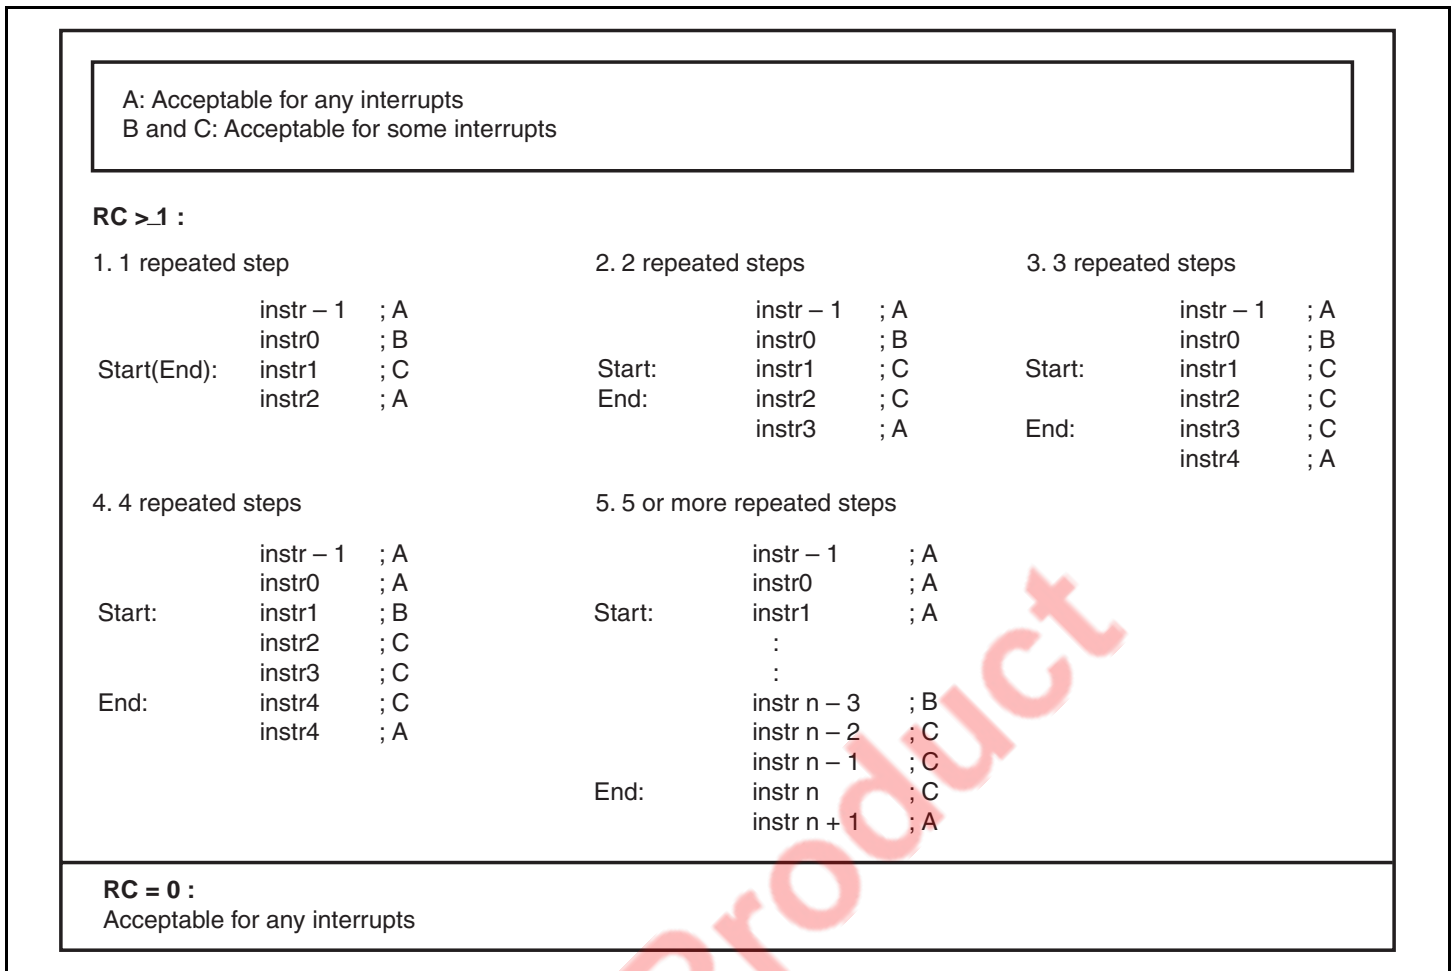 A: Acceptable for any interrupts
B and C: Acceptable for some interrupts
RC ≥ 1 :
1. 1 repeated step
instr – 1 ; A
instr0 ; B
Start(End): instr1 ; C
instr2 ; A
2. 2 repeated steps
instr – 1 ; A
instr0 ; B
Start: instr1 ; C
End: instr2 ; C
instr3 ; A
3. 3 repeated steps
instr – 1 ; A
instr0 ; B
Start: instr1 ; C
instr2 ; C
End: instr3 ; C
instr4 ; A
4. 4 repeated steps
instr – 1 ; A
instr0 ; A
Start: instr1 ; B
instr2 ; C
instr3 ; C
End: instr4 ; C
instr4 ; A
5. 5 or more repeated steps
instr – 1 ; A
instr0 ; A
Start: instr1 ; A
:
:
instr n – 3 ; B
instr n – 2 ; C
instr n – 1 ; C
End: instr n ; C
instr n + 1 ; A
RC = 0 :
Acceptable for any interrupts
Product